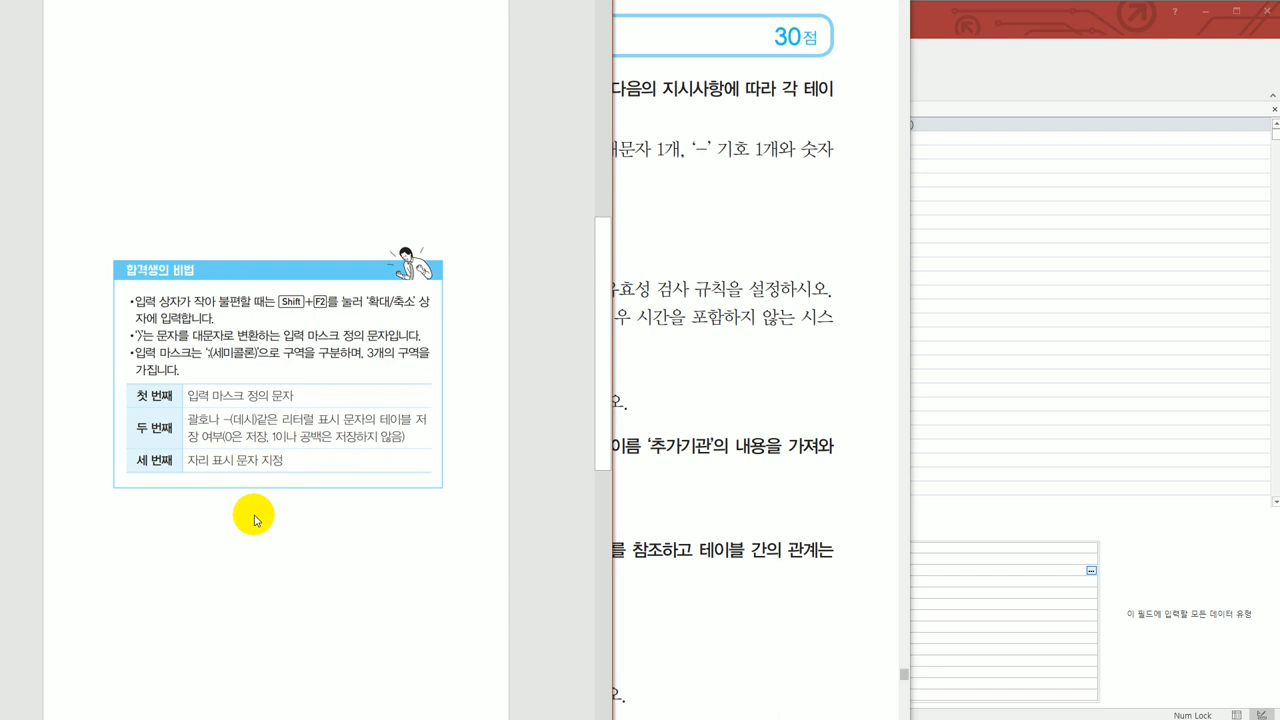 합격생의 비법
•입력 상자가 작아 불편할 때는 Shift+F2를 눌러 '확대/축소' 상
자에 입력합니다.
•'>'는 문자를 대문자로 변환하는 입력 마스크 정의 문자입니다.
•입력 마스크는 ';(세미콜론)'으로 구역을 구분하며, 3개의 구역을
가집니다.
첫 번째 입력 마스크 정의 문자
두 번째 괄호나 -(대시)같은 리터럴 표시 문자의 테이블 저
장 여부(0은 저장, 1이나 공백은 저장하지 않음)
세 번째 자리 표시 문자 지정
30점
다음의 지시사항에 따라 각 테이
대문자 1개, '-' 기호 1개와 숫자
유효성 검사 규칙을 설정하시오.
우 시간을 포함하지 않는 시스
오.
이름 '추가기관'의 내용을 가져와
를 참조하고 테이블 간의 관계는
오.
이 필드에 입력할 모든 데이터 유형
Num Lock